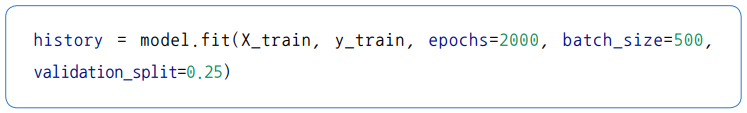 history = model.fit(X_train, y_train, epochs=2000, batch_size=500,
validation_split=0.25)